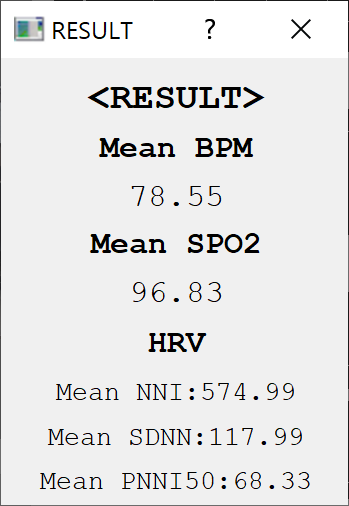 RESULT ?
<RESULT>
Mean BPM
78.55
Mean SPO2
96.83
HRV
Mean NNI:574.99
Mean SDNN:117.99
Mean PNNI50:68.33